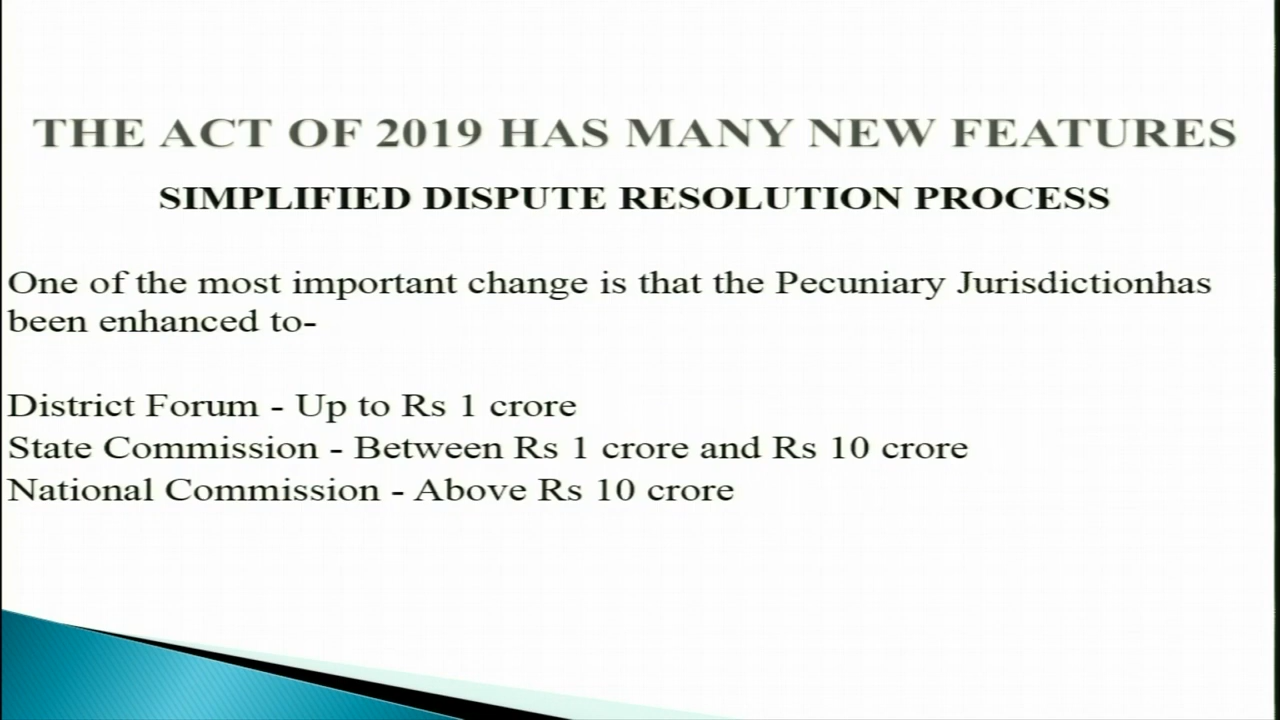 THE ACT OF 2019 HAS MANY NEW FEATURES
SIMPLIFIED DISPUTE RESOLUTION PROCESS
One of the most important change is that the Pecuniary Jurisdictionhas
been enhanced to-
District Forum - Up to Rs 1 crore
State Commission - Between Rs 1 crore and Rs 10 crore
National Commission - Above Rs 10 crore